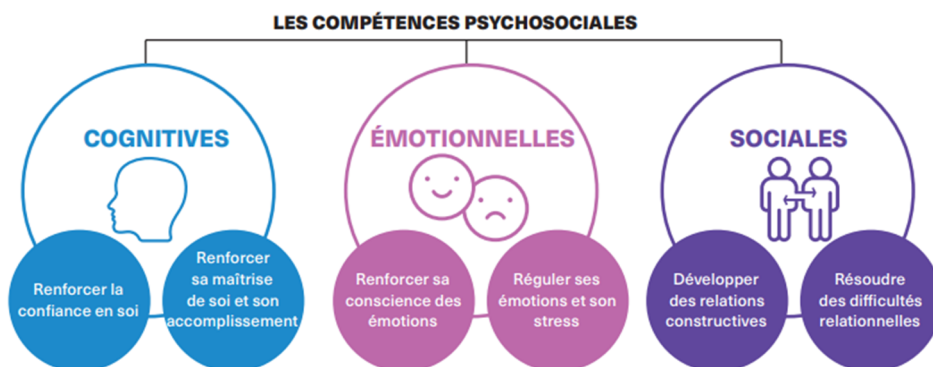 LES COMPÉTENCES PSYCHOSOCIALES
COGNITIVES
Renforcer la
confiance en soi
Renforcer
sa maîtrise
de soi et son
accomplissement
ÉMOTIONNELLES
Renforcer sa
conscience des
émotions
Réguler ses
émotions et son
stress
SOCIALES
Développer
des relations
constructives
Résoudre
des difficultés
relationnelles